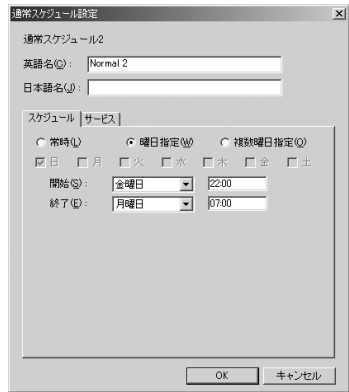 通常スケジュール設定
通常スケジュール2
英語名(C): Normal 2
日本語名(J):
スケジュール サービス
常時(L) 曜日指定(W) 複数曜日指定(O)
日 月 火 水 木 金 土
開始(S): 金曜日 22:00
終了(E): 月曜日 07:00
OK キャンセル